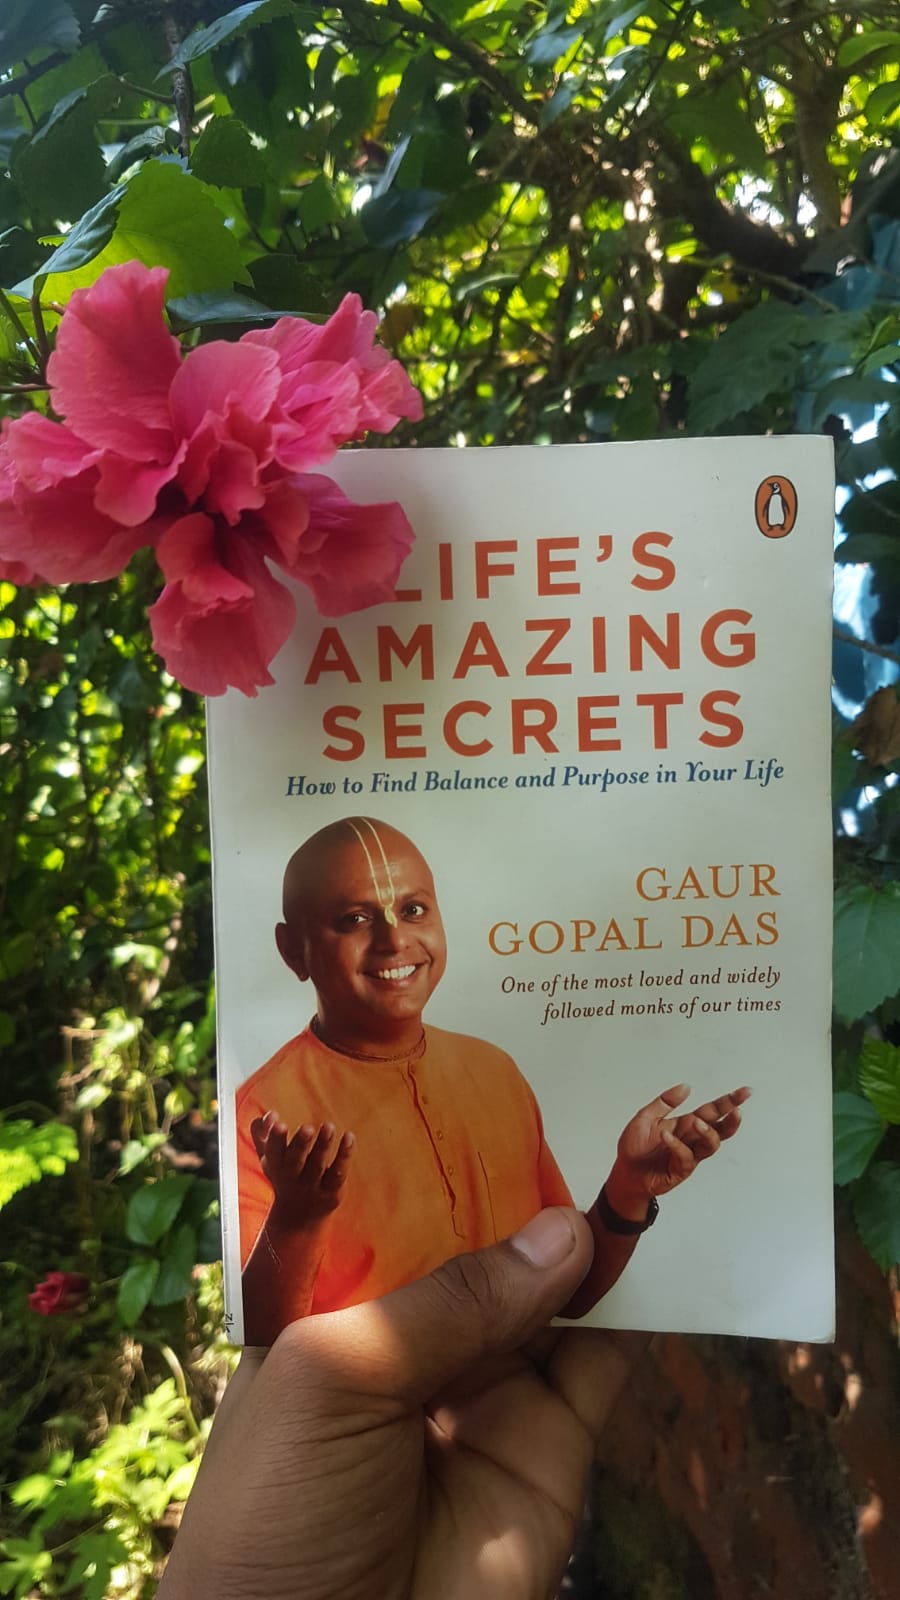 LIFE'S
AMAZING
SECRETS
How to Find Balance and Purpose in Your Life
GAUR
GOPAL DAS
One of the most loved and widely
followed monks of our times